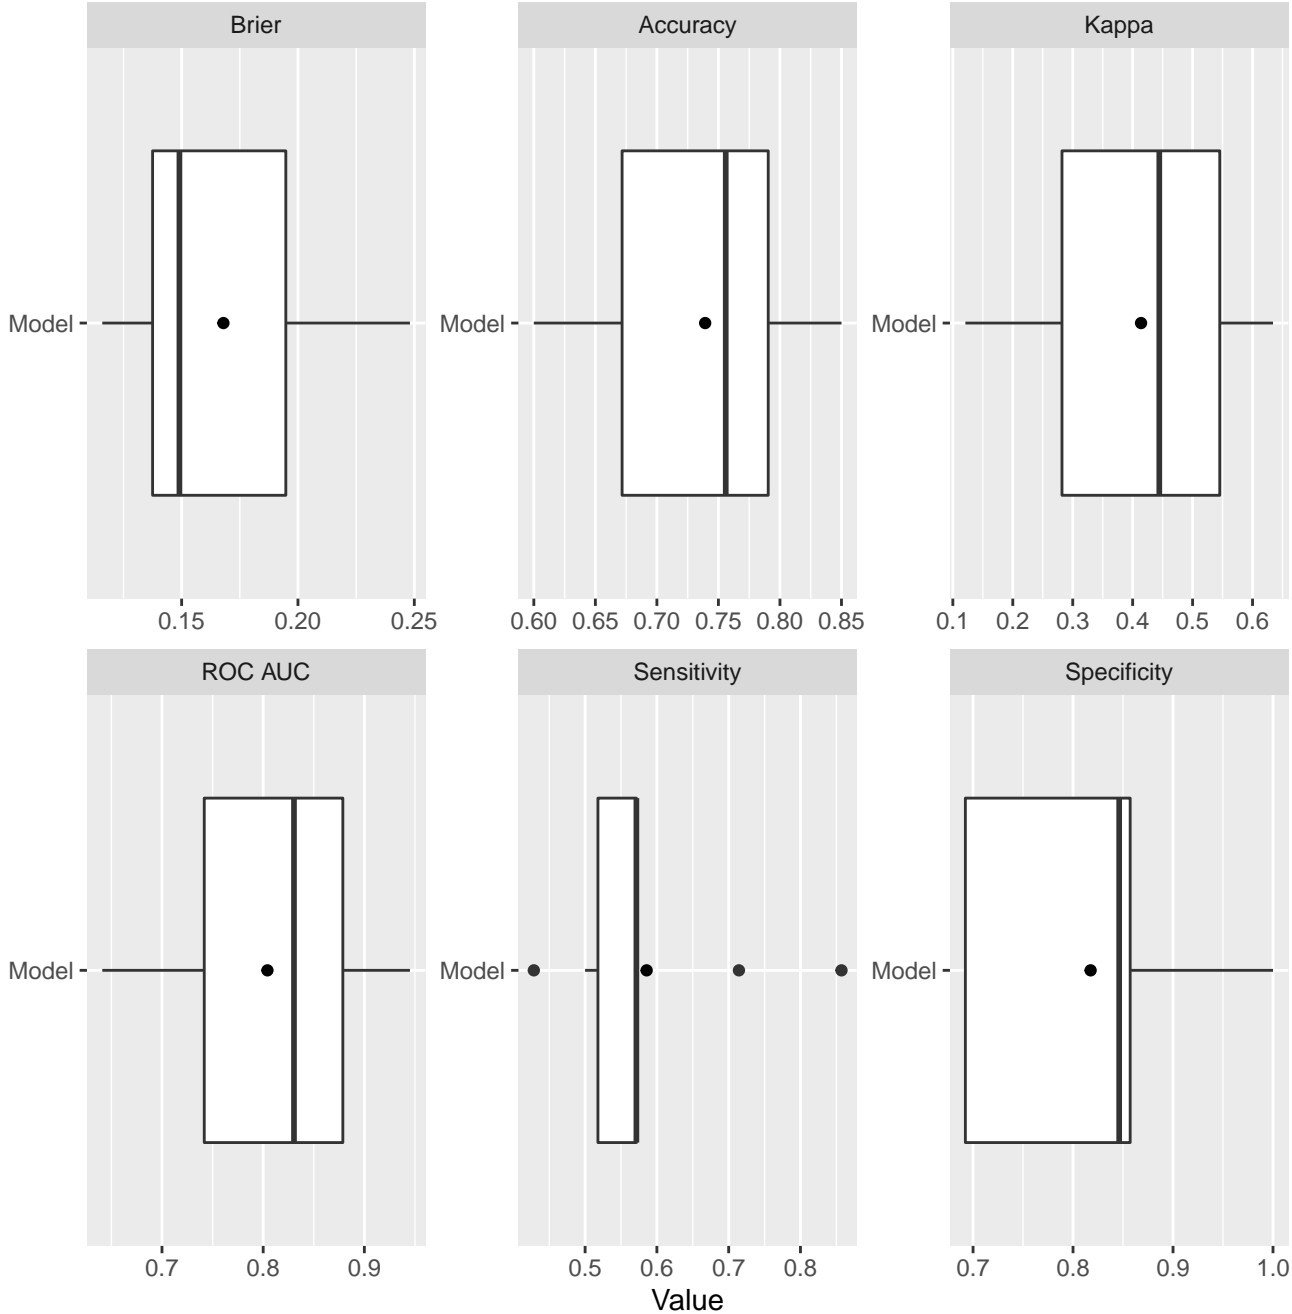 Brier Accuracy Kappa
Model Model Model
0.15 0.20 0.25 0.60 0.65 0.70 0.75 0.80 0.85 0.1 0.2 0.3 0.4 0.5 0.6
ROC AUC Sensitivity Specificity
Model Model Model
0.7 0.8 0.9 0.5 0.6 0.7 0.8 0.7 0.8 0.9 1.0
Value